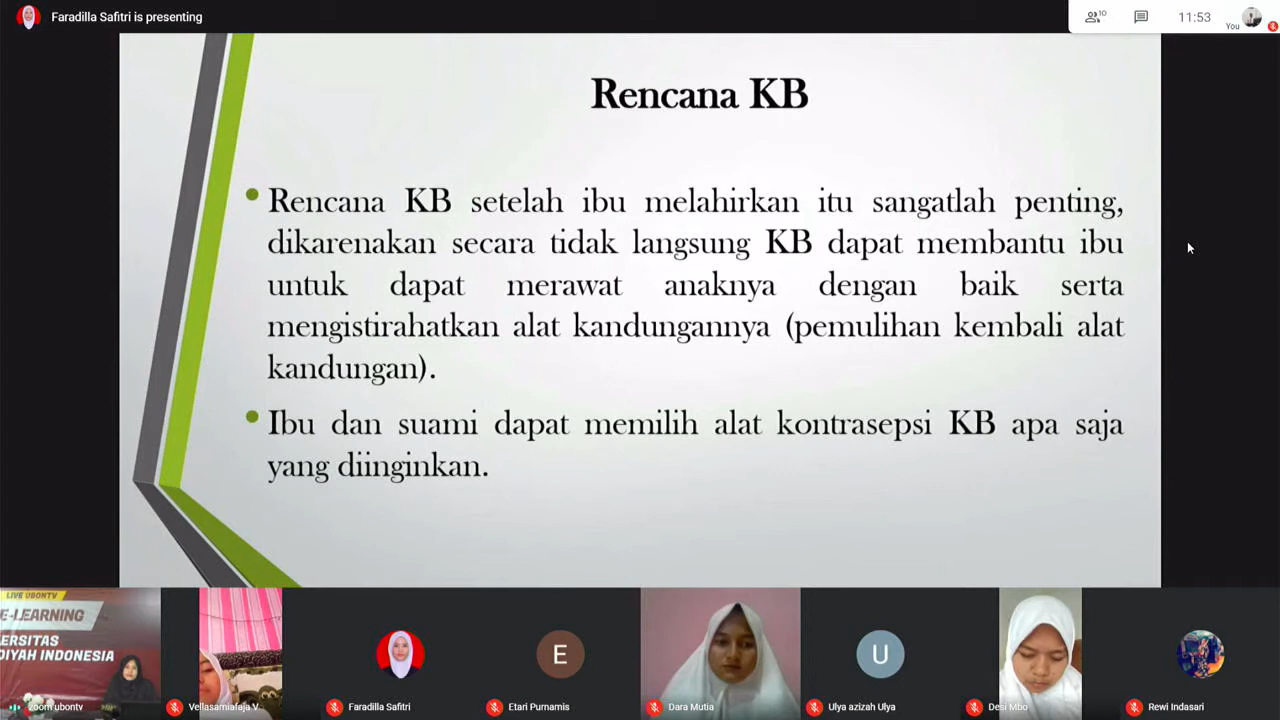 Faradilla Safitri is presenting
10
11:53
You
Rencana KB
Rencana KB setelah ibu melahirkan itu sangatlah penting,
dikarenakan secara tidak langsung KB dapat membantu ibu
untuk dapat merawat anaknya dengan baik serta
mengistirahatkan alat kandungannya (pemulihan kembali alat
kandungan).
Ibu dan suami dapat memilih alat kontrasepsi KB apa saja
yang diinginkan.
LIVE UBONTV
E-LEARNING
ERSITAS
DIYAH INDONESIA
zoom ubontv
Vellasamiafaja V
Faradilla Safitri
E
Etari Purnamis
Dara Mutia
U
Ulya azizah Ulya
Desi Mbo
Rewi Indasari